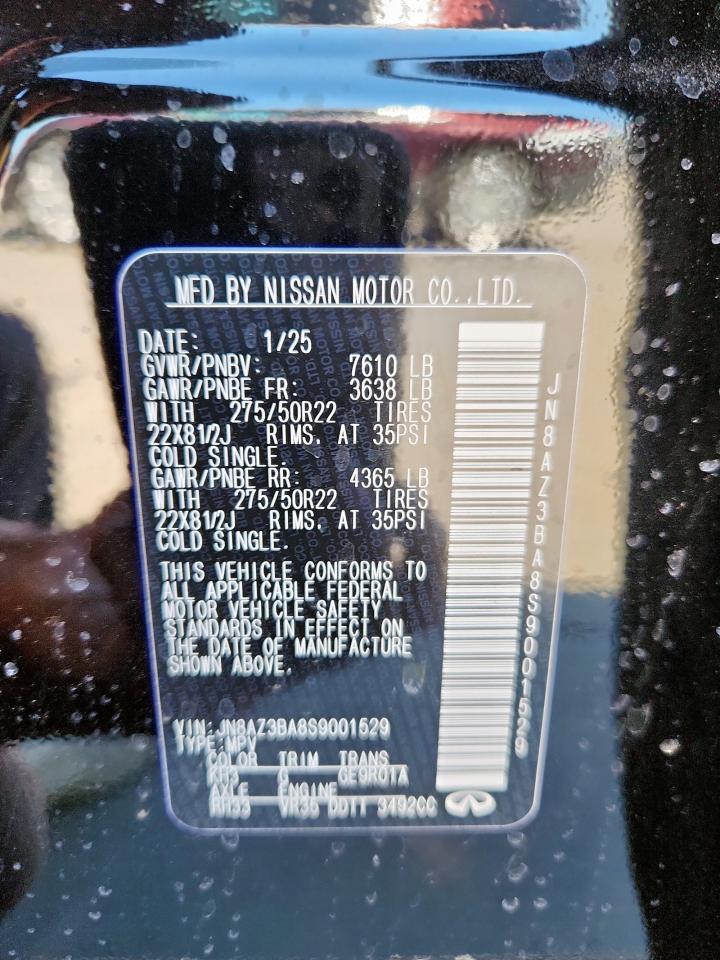 MFD BY NISSAN MOTOR CO.,LTD.
DATE: 1/25
GVWR/PNBV: 7610 LB
GAWR/PNBE FR: 3638 LB
WITH 275/50R22 TIRES
22X81/2J RIMS, AT 35PSI
COLD SINGLE.
GAWR/PNBE RR: 4365 LB
WITH 275/50R22 TIRES
22X81/2J RIMS, AT 35PSI
COLD SINGLE.
THIS VEHICLE CONFORMS TO
ALL APPLICABLE FEDERAL
MOTOR VEHICLE SAFETY
STANDARDS IN EFFECT ON
THE DATE OF MANUFACTURE
SHOWN ABOVE.
VIN:JN8AZ3BA8S9001529
TYPE:MPV
COLOR TRIM TRANS
KH3 G GE9R01A
AXLE ENGINE
RH33 VR35 DDTT 3492CC
JN8AZ3BA8S9001529